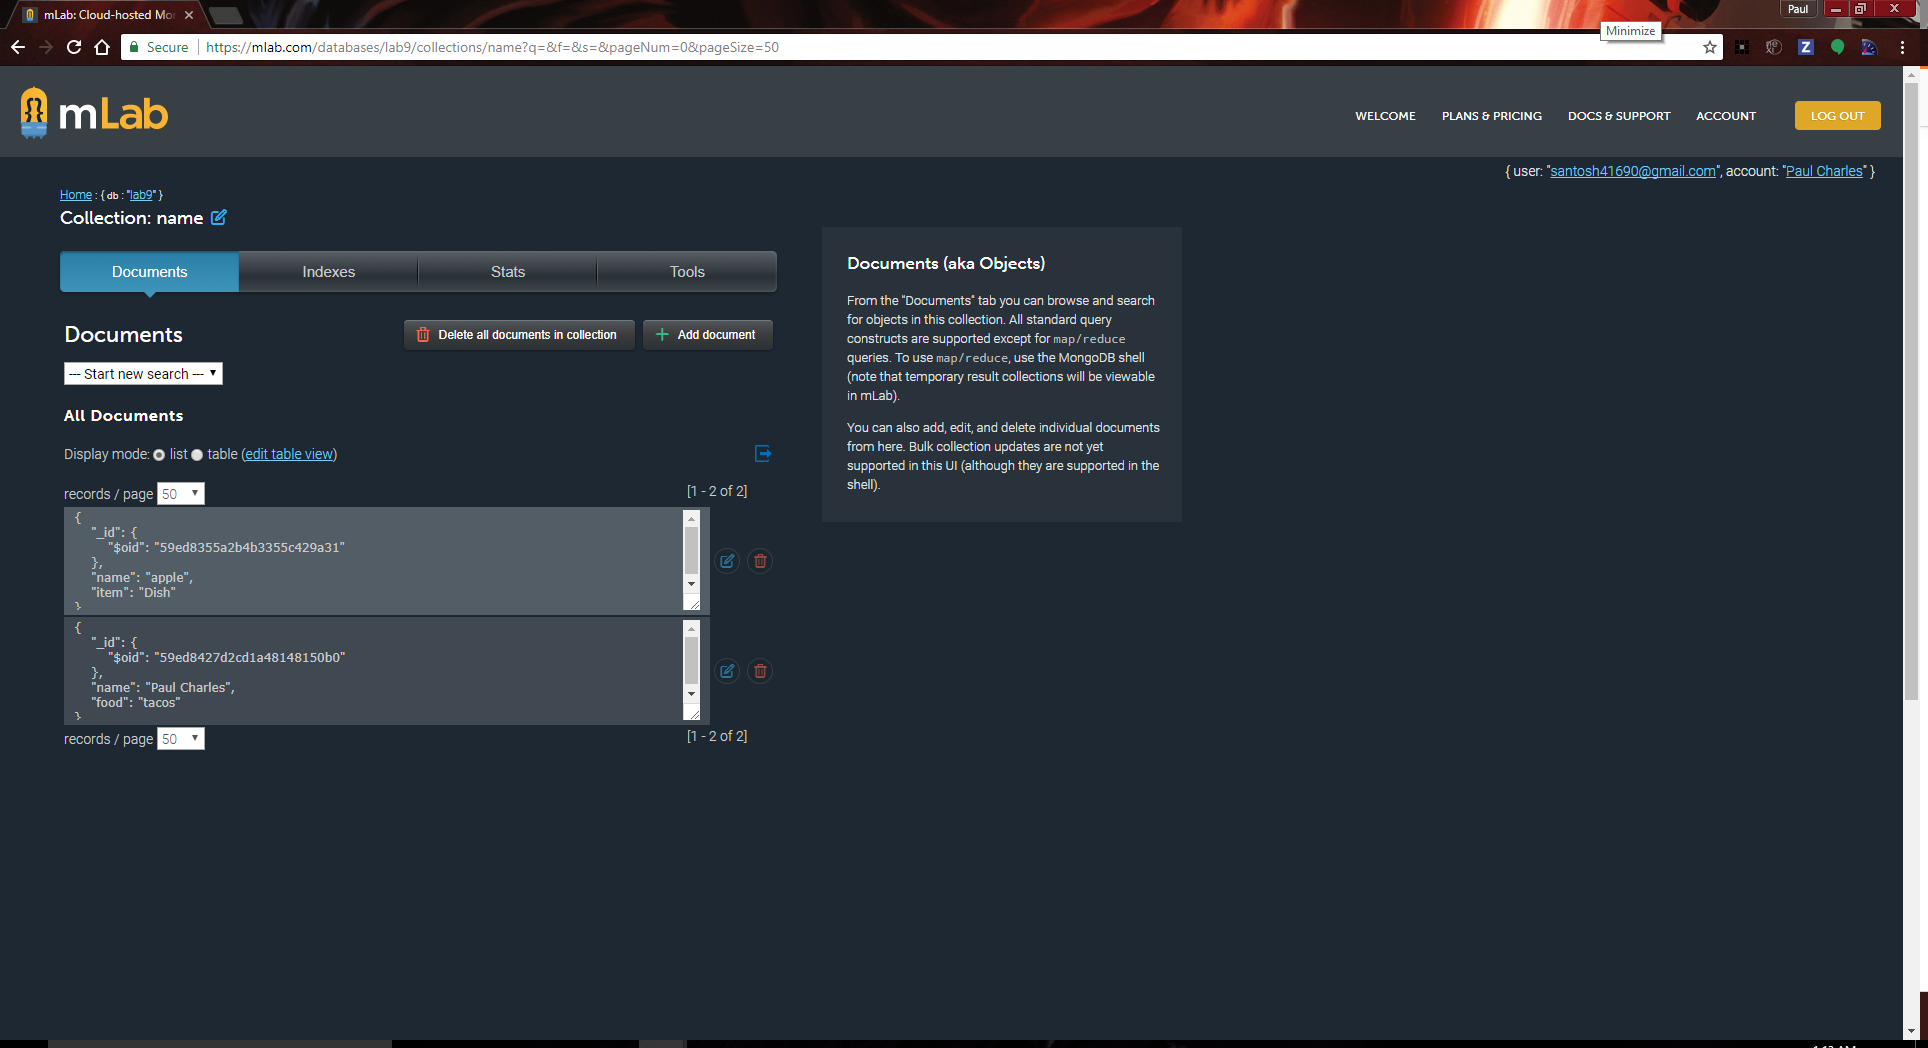 mLab: Cloud-hosted Mo
Paul
Minimize
Secure
https://mlab.com/databases/lab9/collections/name?q=&f=&s=&pageNum=0&pageSize=50
mLab
WELCOME PLANS & PRICING DOCS & SUPPORT ACCOUNT LOG OUT
{ user: "santosh41690@gmail.com", account: "Paul Charles" }
Home : { db : "lab9" }
Collection: name
Documents Indexes Stats Tools
Documents
Delete all documents in collection
Add document
--- Start new search ---
All Documents
Display mode: list table (edit table view)
records / page 50
[1 - 2 of 2]
{
"_id": {
"$oid": "59ed8355a2b4b3355c429a31"
},
"name": "apple",
"item": "Dish"
}
{
"_id": {
"$oid": "59ed8427d2cd1a48148150b0"
},
"name": "Paul Charles",
"food": "tacos"
}
records / page 50
[1 - 2 of 2]
Documents (aka Objects)
From the "Documents" tab you can browse and search
for objects in this collection. All standard query
constructs are supported except for map/reduce
queries. To use map/reduce, use the MongoDB shell
(note that temporary result collections will be viewable
in mLab).
You can also add, edit, and delete individual documents
from here. Bulk collection updates are not yet
supported in this UI (although they are supported in the
shell).